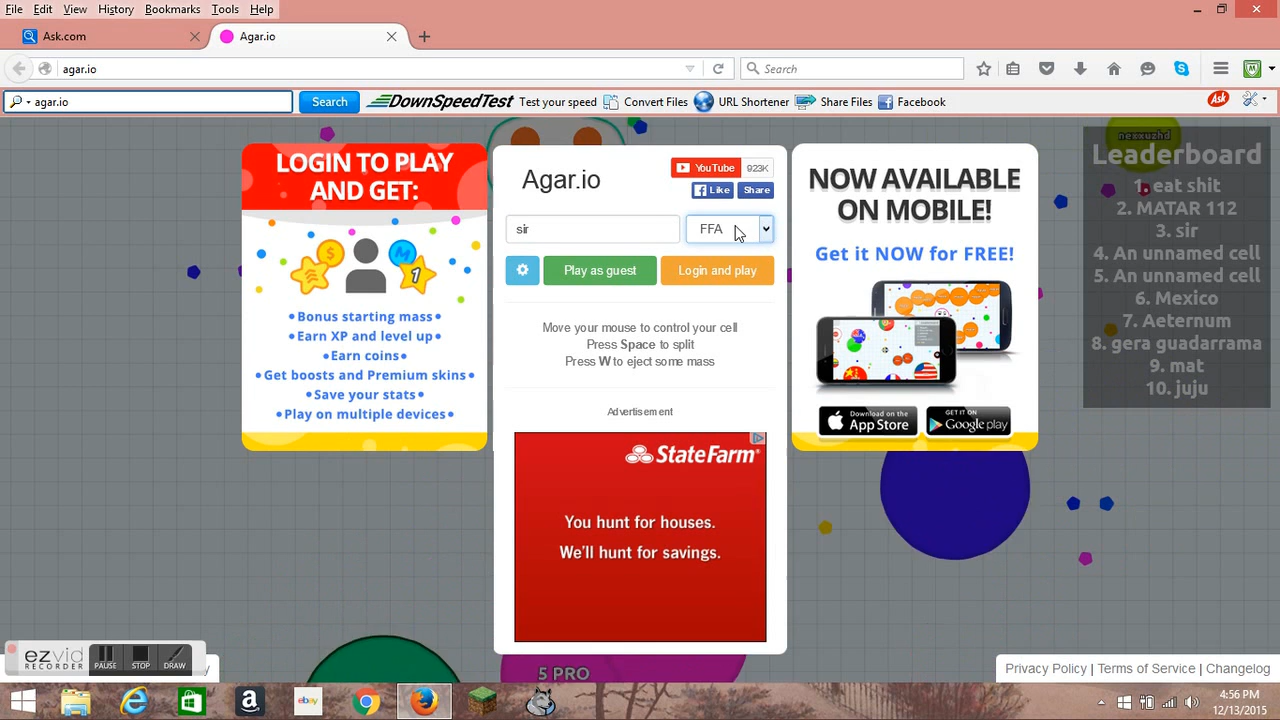 File Edit View History Bookmarks Tools Help
Ask.com
Agar.io
agar.io
Search
agar.io
Search
DownSpeedTest Test your speed
Convert Files
URL Shortener
Share Files
Facebook
Ask
LOGIN TO PLAY
AND GET:
Bonus starting mass
Earn XP and level up
Earn coins
Get boosts and Premium skins
Save your stats
Play on multiple devices
Agar.io
YouTube 923K
Like Share
sir
FFA
Play as guest
Login and play
Move your mouse to control your cell
Press Space to split
Press W to eject some mass
Advertisement
StateFarm
You hunt for houses.
We'll hunt for savings.
NOW AVAILABLE
ON MOBILE!
Get it NOW for FREE!
Download on the
App Store
GET IT ON
Google play
nexxuzhd
Leaderboard
1. eat shit
2. MATAR 112
3. sir
4. An unnamed cell
5. An unnamed cell
6. Mexico
7. Aeternum
8. gera guadarrama
9. mat
10. juju
5 PRO
ezvid
RECORDER
PAUSE STOP DRAW
Privacy Policy | Terms of Service | Changelog
a
ebay
4:56 PM
12/13/2015